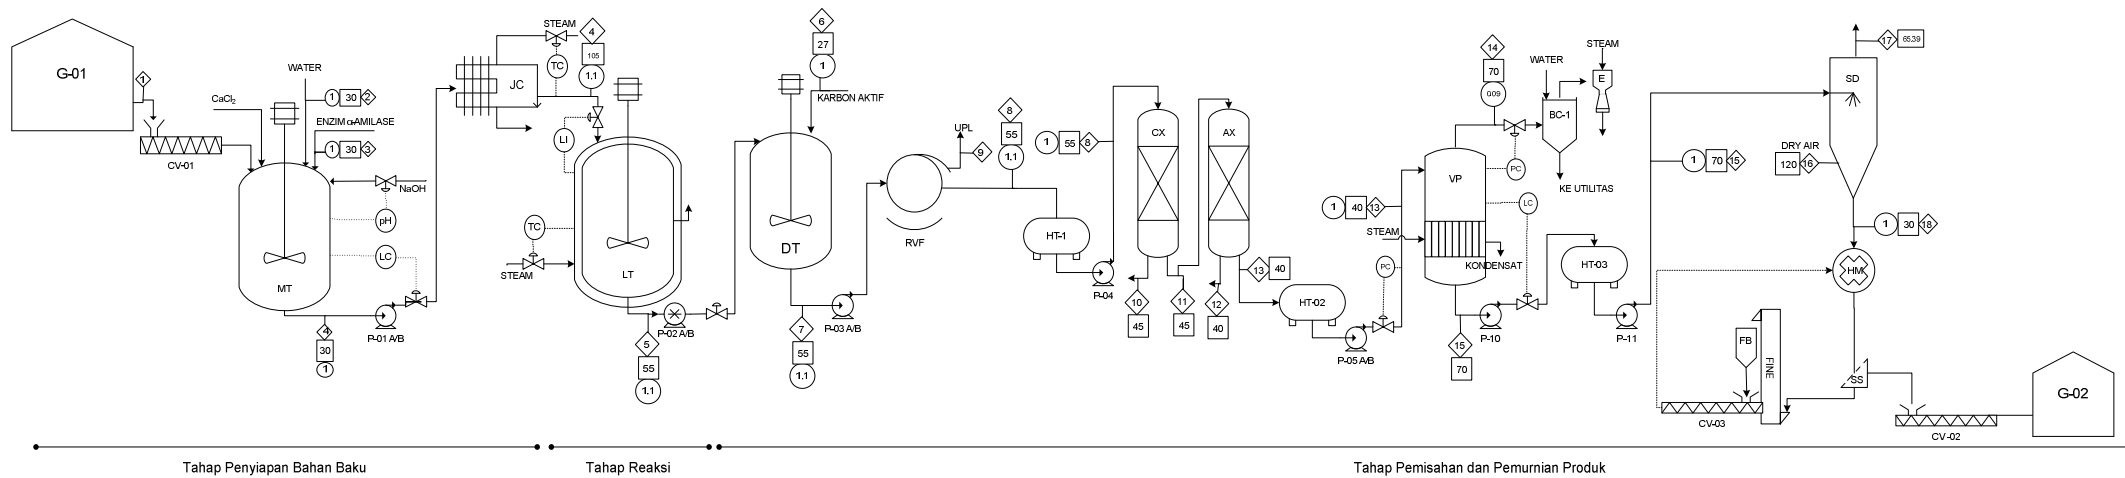 G-01
1
CV-01
CaCl2
WATER
1 30 2
ENZIM α-AMILASE
1 30 3
NaOH
pH
LC
MT
4
30
1
P-01 A/B
STEAM
TC
JC
4
105
1.1
LI
TC
STEAM
LT
5
55
1.1
P-02 A/B
6
27
1
KARBON AKTIF
DT
7
55
1.1
P-03 A/B
RVF
UPL
9
8
55
1.1
HT-1
P-04
1 55 8
CX
AX
10
45
11
45
12
40
13 40
HT-02
P-05 A/B
PC
1 40 13
STEAM
VP
KONDENSAT
14
70
0.09
PC
LC
15
70
P-10
WATER
BC-1
KE UTILITAS
STEAM
E
HT-03
P-11
1 70 15
17 65.39
SD
DRY AIR
120 16
1 30 18
HM
FB
FINE
CV-03
SS
CV-02
G-02
Tahap Penyiapan Bahan Baku
Tahap Reaksi
Tahap Pemisahan dan Pemurnian Produk